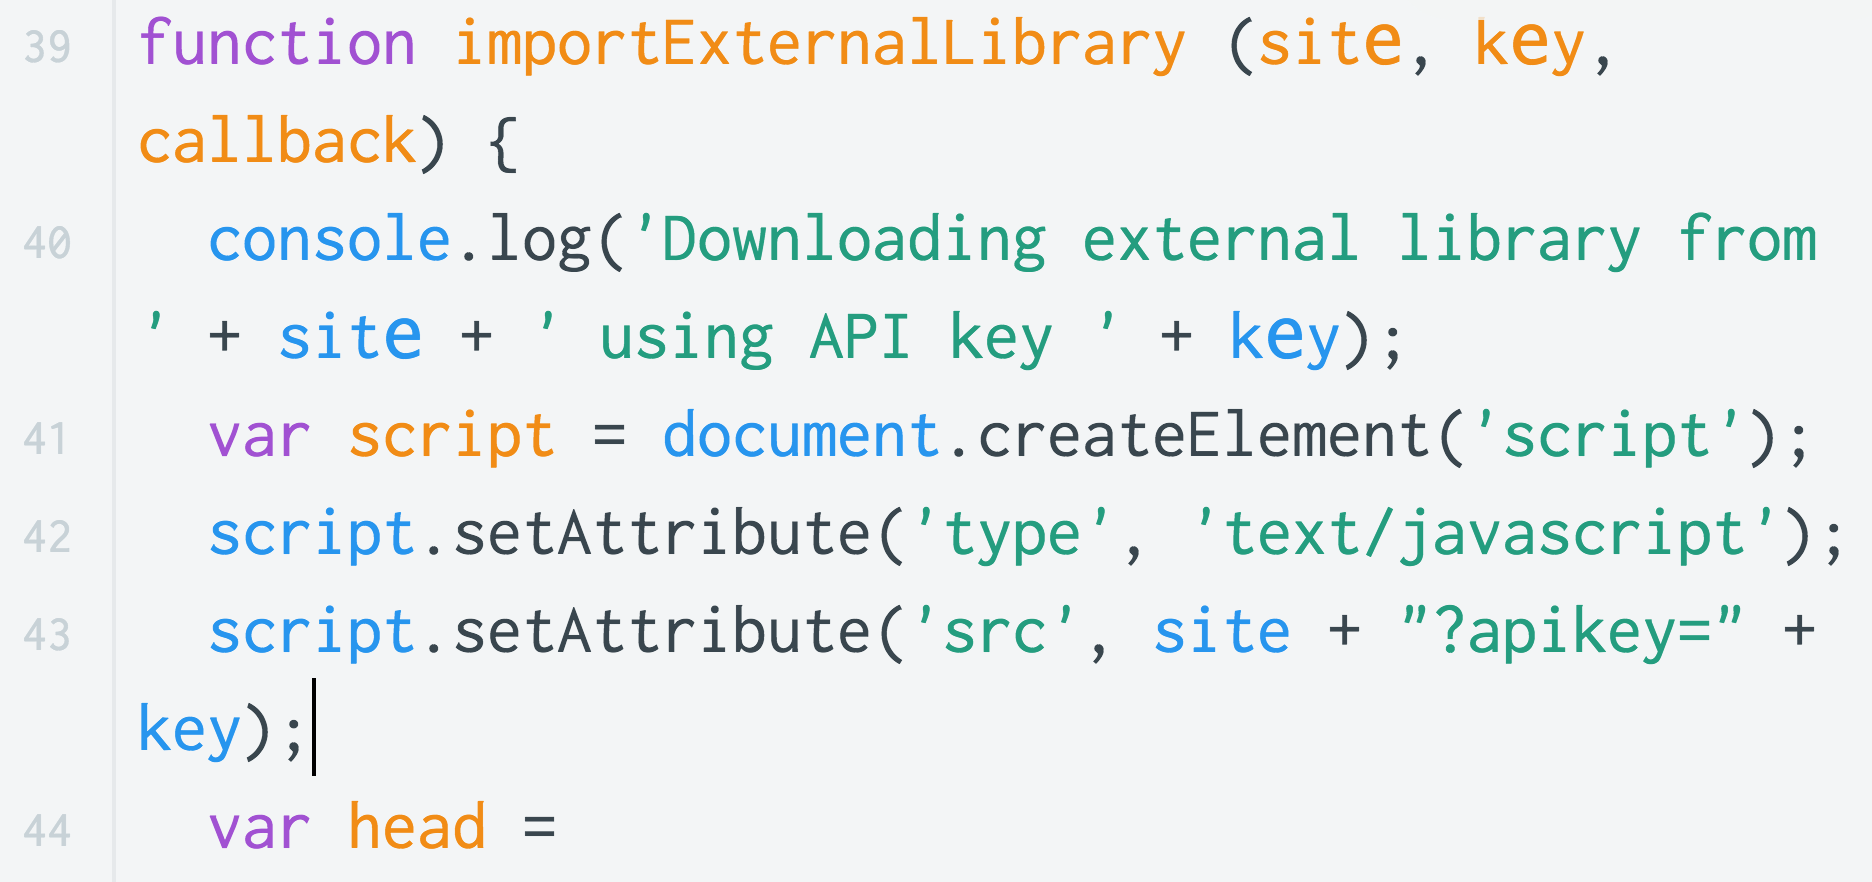 39 function importExternalLibrary (site, key,
callback) {
40 console.log('Downloading external library from
' + site + ' using API key ' + key);
41 var script = document.createElement('script');
42 script.setAttribute('type', 'text/javascript');
43 script.setAttribute('src', site + "?apikey=" +
key);
44 var head =